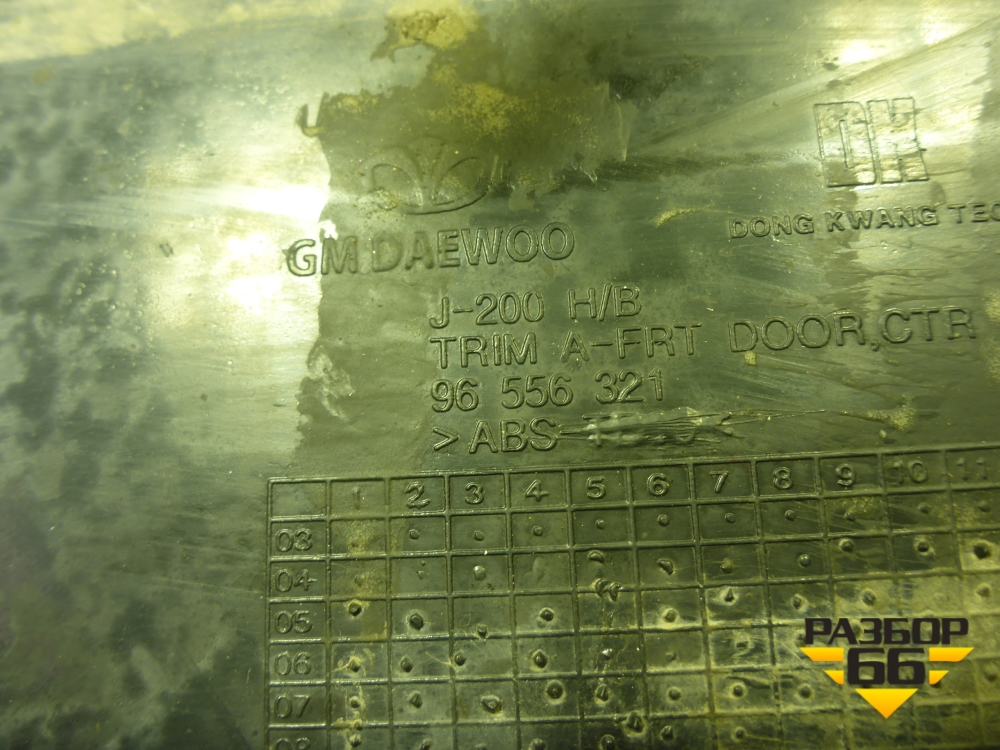 DH
GM DAEWOO
DONG KWANG TEC
J-200 H/B
TRIM A-FRT DOOR,CTR
96 556 321
>ABS
1 2 3 4 5 6 7 8 9 10 11
03
04
05
06
07
08
РАЗБОР
66